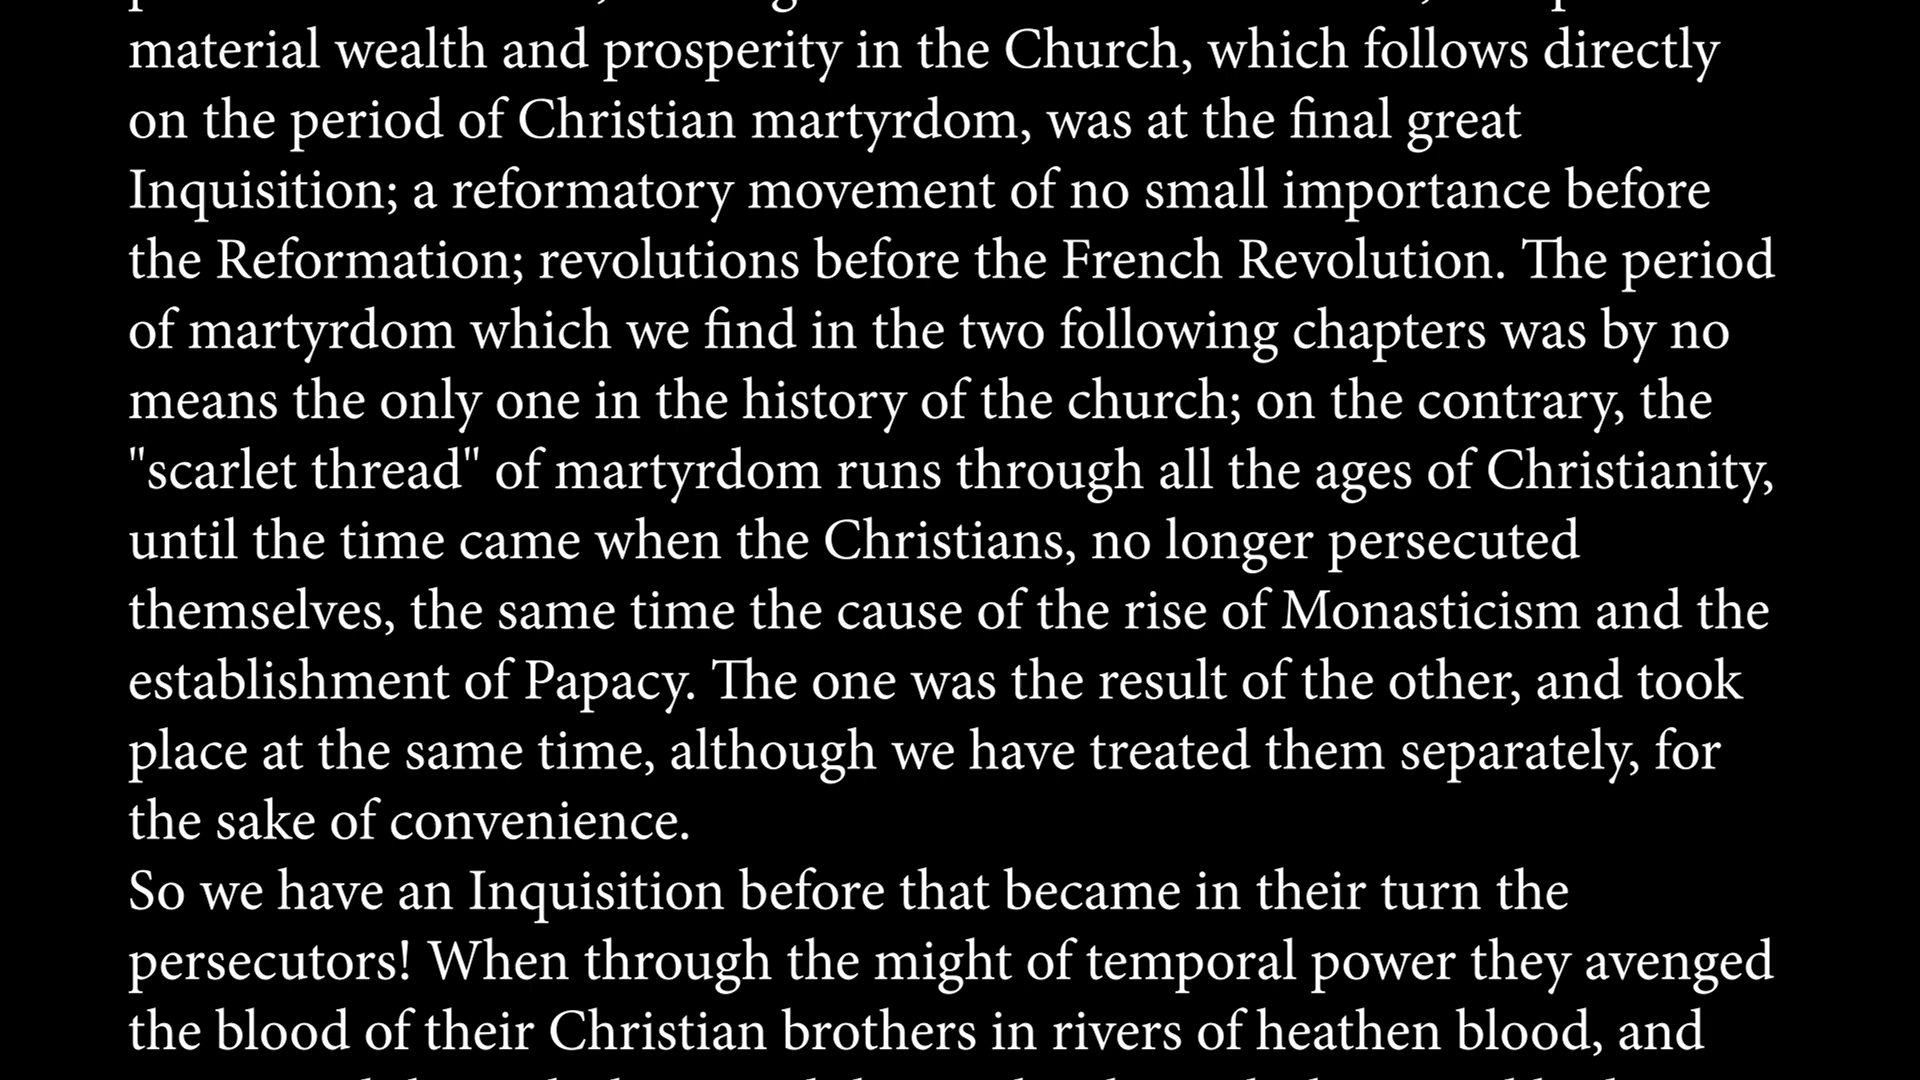 material wealth and prosperity in the Church, which follows directly
on the period of Christian martyrdom, was at the final great
Inquisition; a reformatory movement of no small importance before
the Reformation; revolutions before the French Revolution. The period
of martyrdom which we find in the two following chapters was by no
means the only one in the history of the church; on the contrary, the
"scarlet thread" of martyrdom runs through all the ages of Christianity,
until the time came when the Christians, no longer persecuted
themselves, the same time the cause of the rise of Monasticism and the
establishment of Papacy. The one was the result of the other, and took
place at the same time, although we have treated them separately, for
the sake of convenience.
So we have an Inquisition before that became in their turn the
persecutors! When through the might of temporal power they avenged
the blood of their Christian brothers in rivers of heathen blood, and